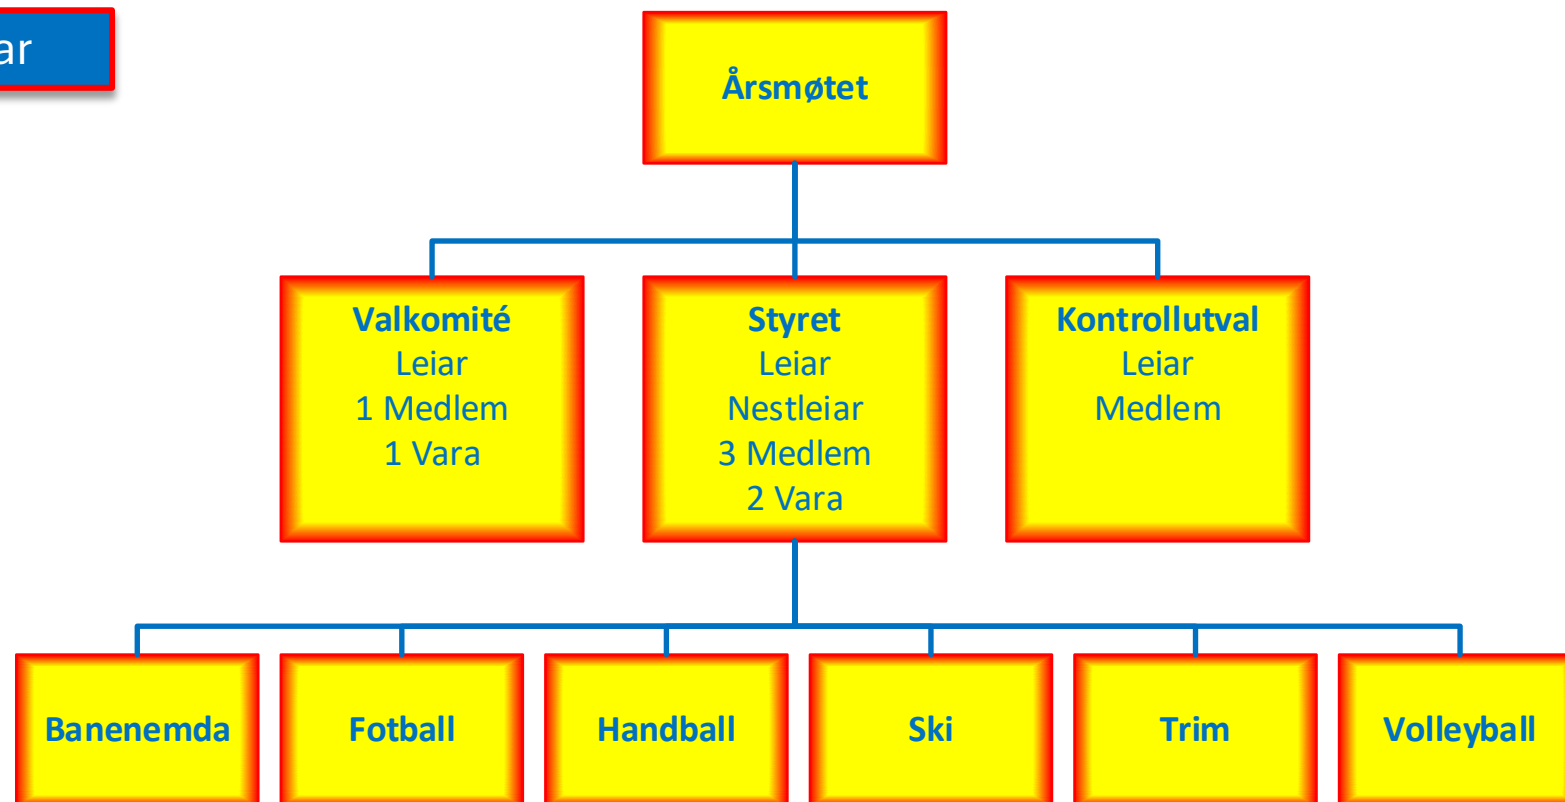 ar
Årsmøtet
Valkomité
Leiar
1 Medlem
1 Vara
Styret
Leiar
Nestleiar
3 Medlem
2 Vara
Kontrollutval
Leiar
Medlem
Banenemda
Fotball
Handball
Ski
Trim
Volleyball